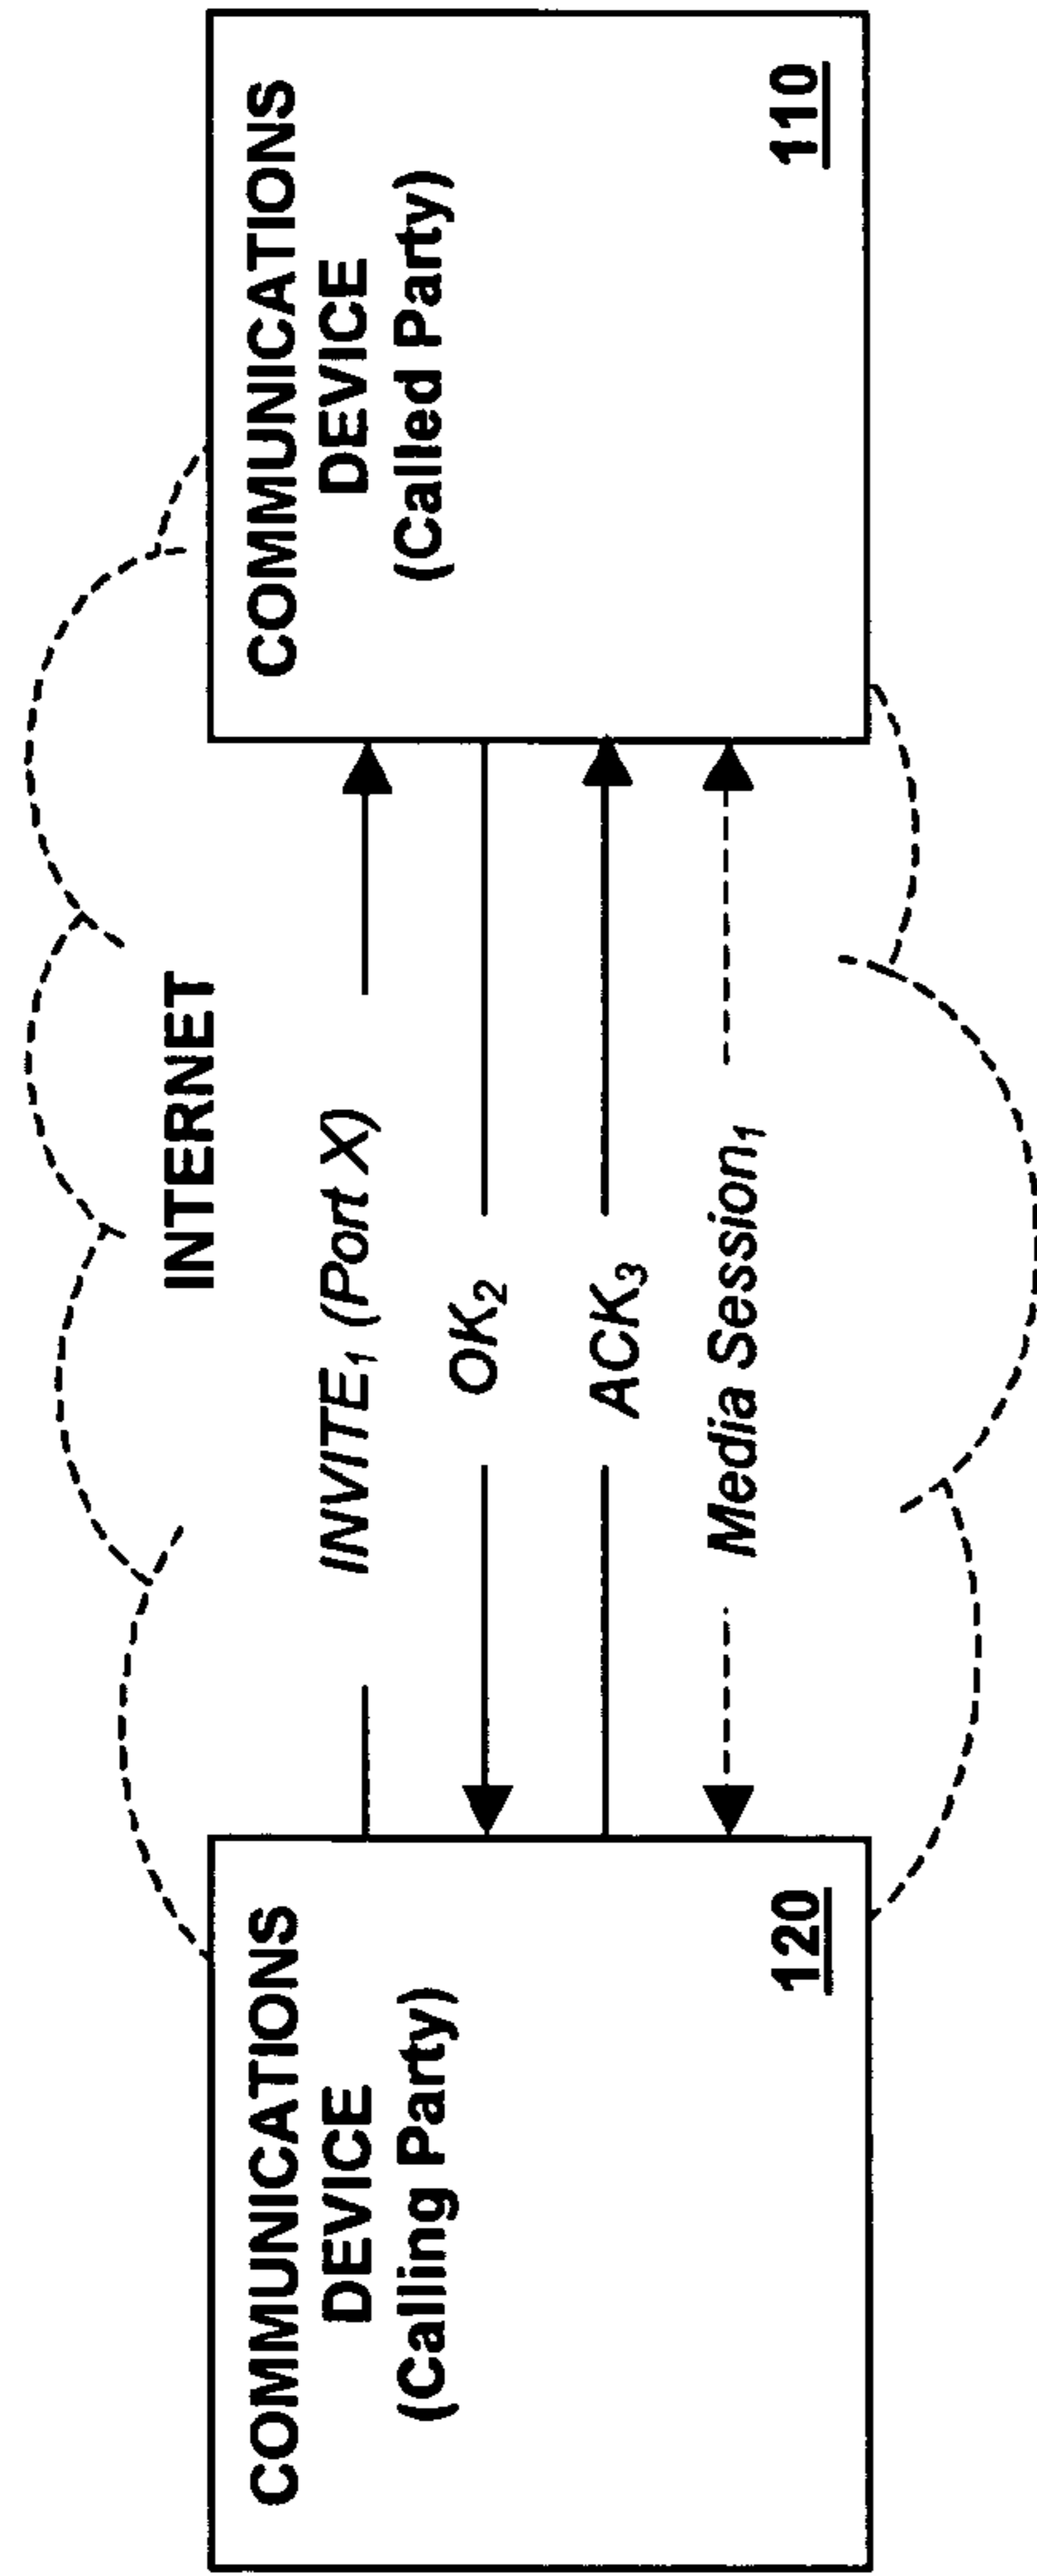 INTERNET
COMMUNICATIONS
DEVICE
(Calling Party)
120
INVITE₁ (Port X)
OK₂
ACK₃
Media Session₁
COMMUNICATIONS
DEVICE
(Called Party)
110